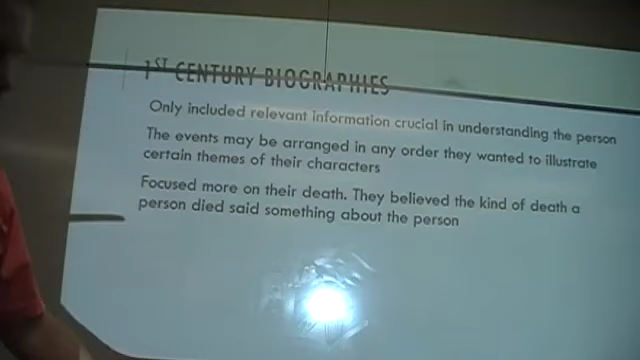 1ST CENTURY BIOGRAPHIES
Only included relevant information crucial in understanding the person
The events may be arranged in any order they wanted to illustrate
certain themes of their characters
Focused more on their death. They believed the kind of death a
person died said something about the person